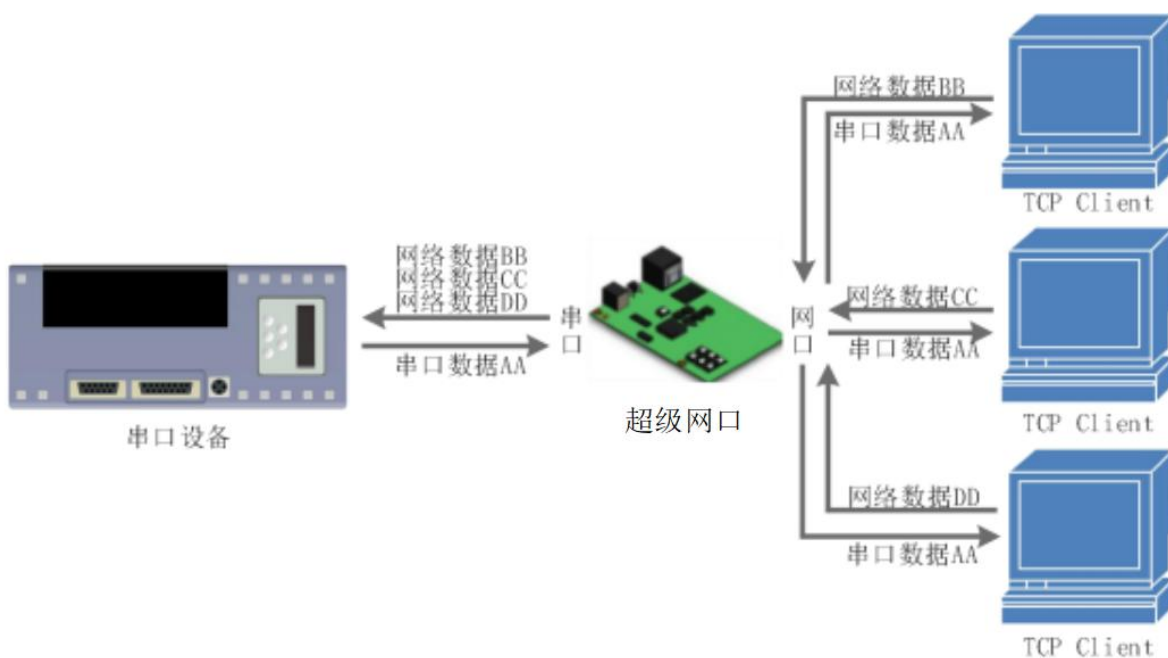 网络数据BB
串口数据AA
TCP Client
网络数据BB
网络数据CC
网络数据DD
串口数据AA
串口设备
串口
超级网口
网口
网络数据CC
串口数据AA
TCP Client
网络数据DD
串口数据AA
TCP Client